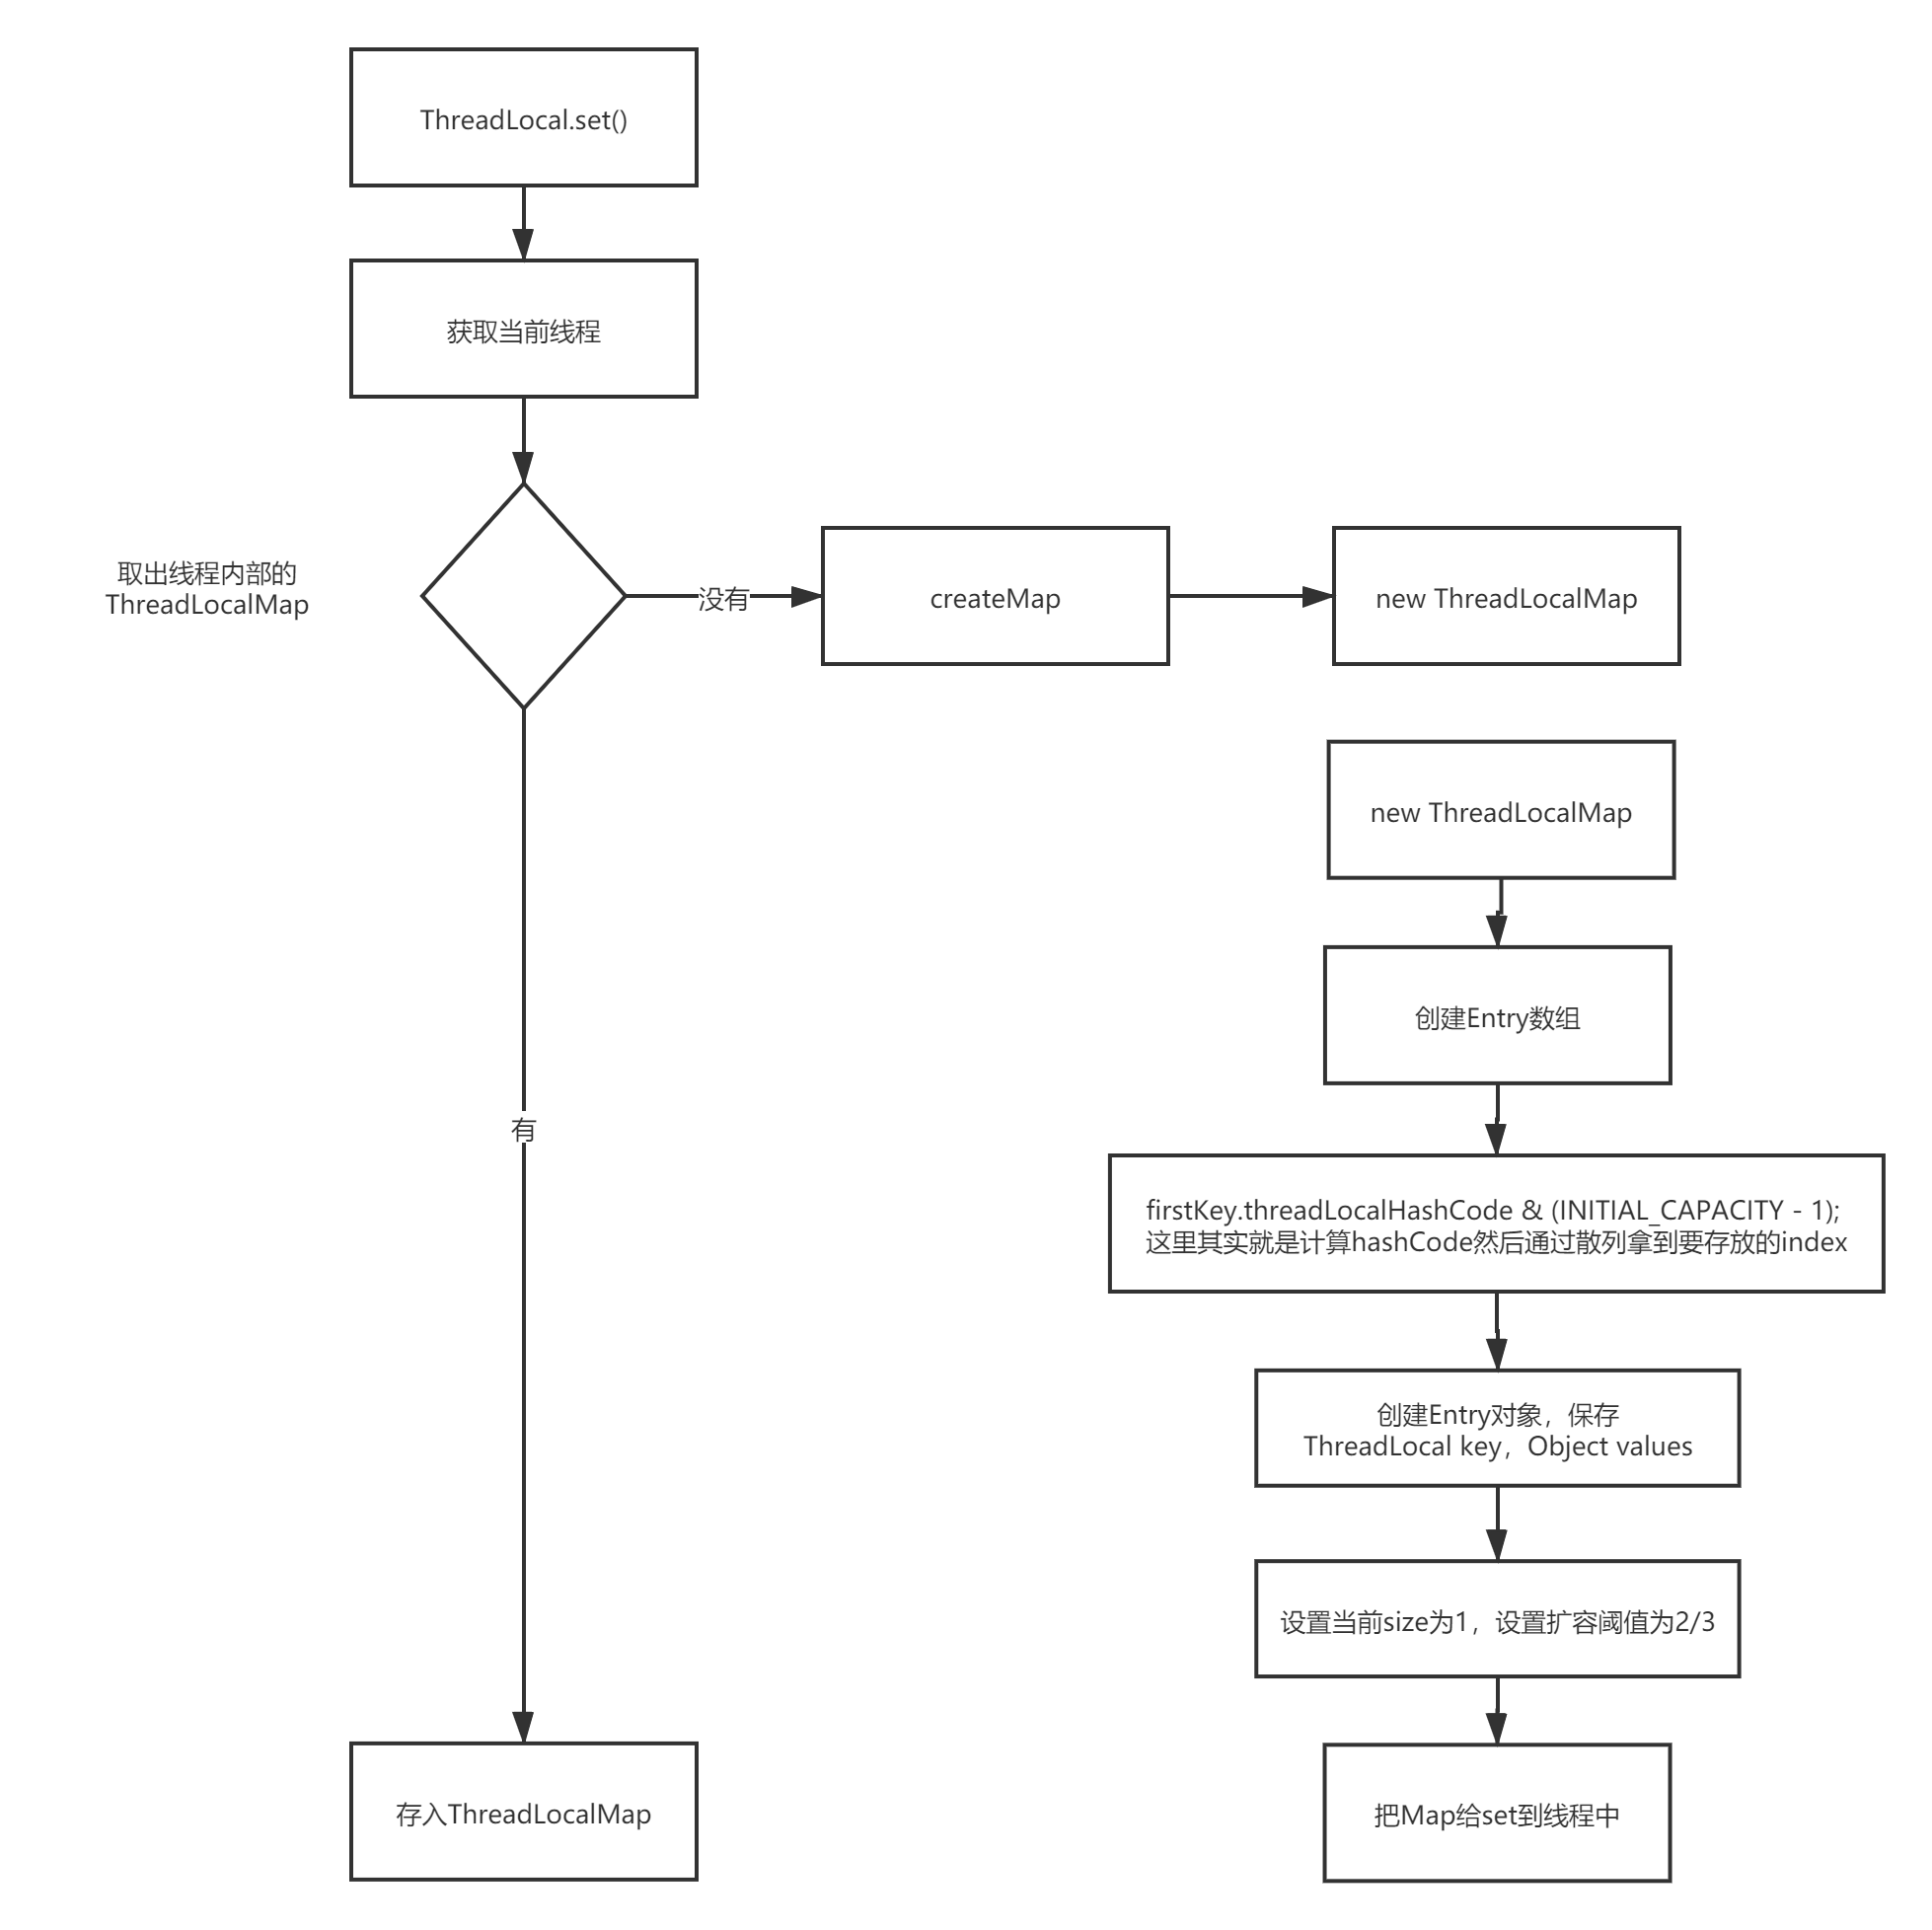 ThreadLocal.set()
获取当前线程
取出线程内部的
ThreadLocalMap
没有
createMap
new ThreadLocalMap
new ThreadLocalMap
创建Entry数组
有
firstKey.threadLocalHashCode & (INITIAL_CAPACITY - 1);
这里其实就是计算hashCode然后通过散列拿到要存放的index
创建Entry对象，保存
ThreadLocal key，Object values
设置当前size为1，设置扩容阈值为2/3
存入ThreadLocalMap
把Map给set到线程中